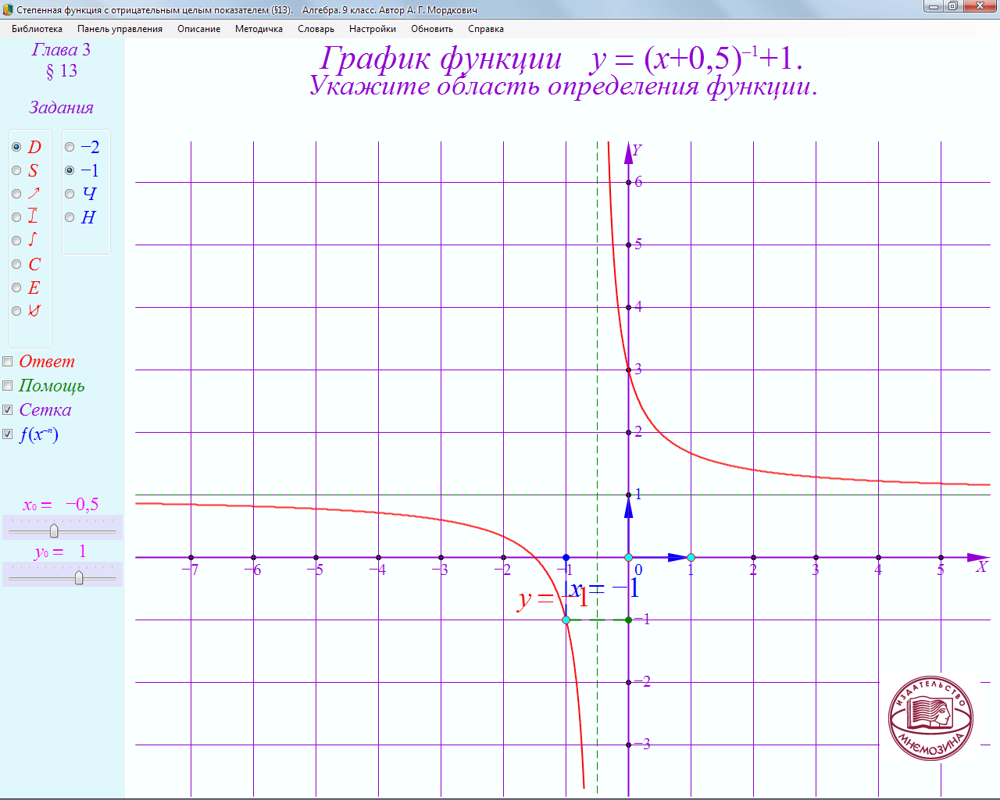 Степенная функция с отрицательным целым показателем (§13). Алгебра. 9 класс. Автор А. Г. Мордкович
Библиотека Панель управления Описание Методичка Словарь Настройки Обновить Справка
Глава 3
§ 13
Задания
D
S
C
E
−2
−1
Ч
Н
Ответ
Помощь
Сетка
f(x⁻ⁿ)
x₀ = −0,5
y₀ = 1
График функции y = (x+0,5)⁻¹+1.
Укажите область определения функции.
Y
6
5
4
3
2
1
−7 −6 −5 −4 −3 −2 −1 0 1 2 3 4 5 X
x = −1
y = −1
−1
−2
−3
ИЗДАТЕЛЬСТВО
МНЕМОЗИНА